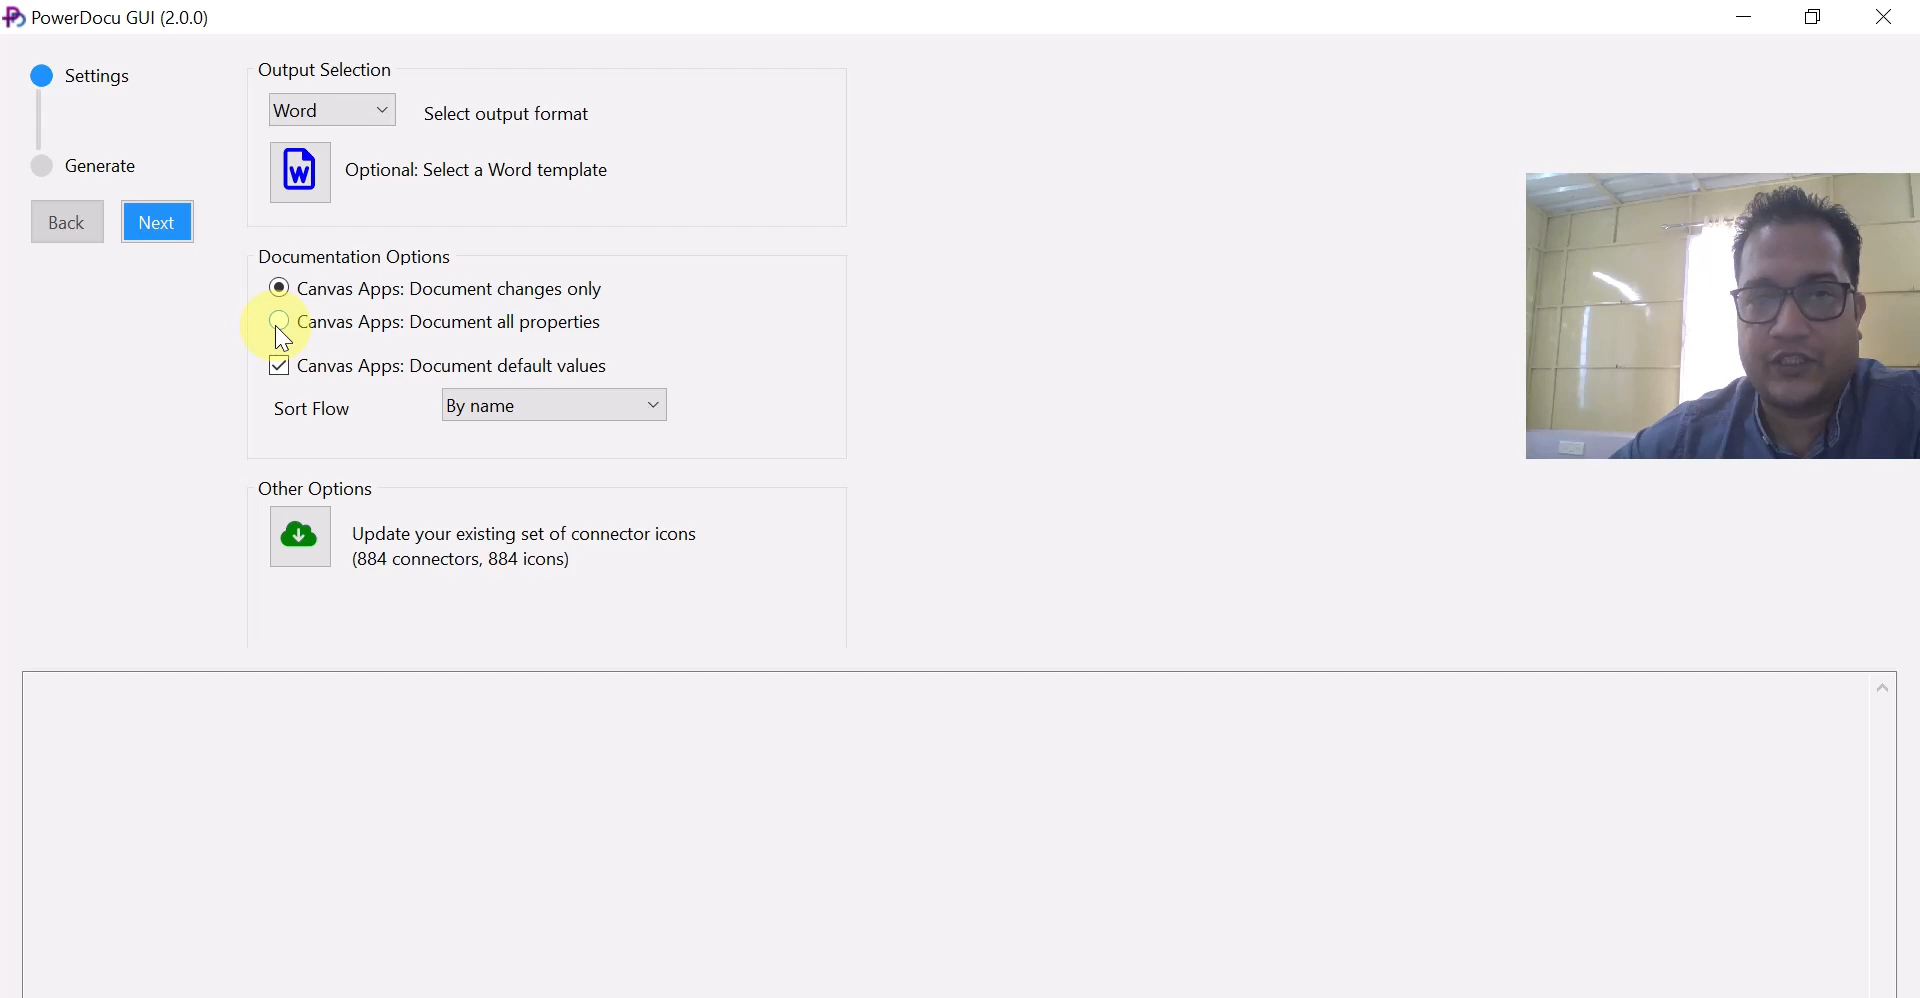 PowerDocu GUI (2.0.0)
Settings
Generate
Back
Next
Output Selection
Word
Select output format
W
Optional: Select a Word template
Documentation Options
Canvas Apps: Document changes only
Canvas Apps: Document all properties
Canvas Apps: Document default values
Sort Flow
By name
Other Options
Update your existing set of connector icons
(884 connectors, 884 icons)